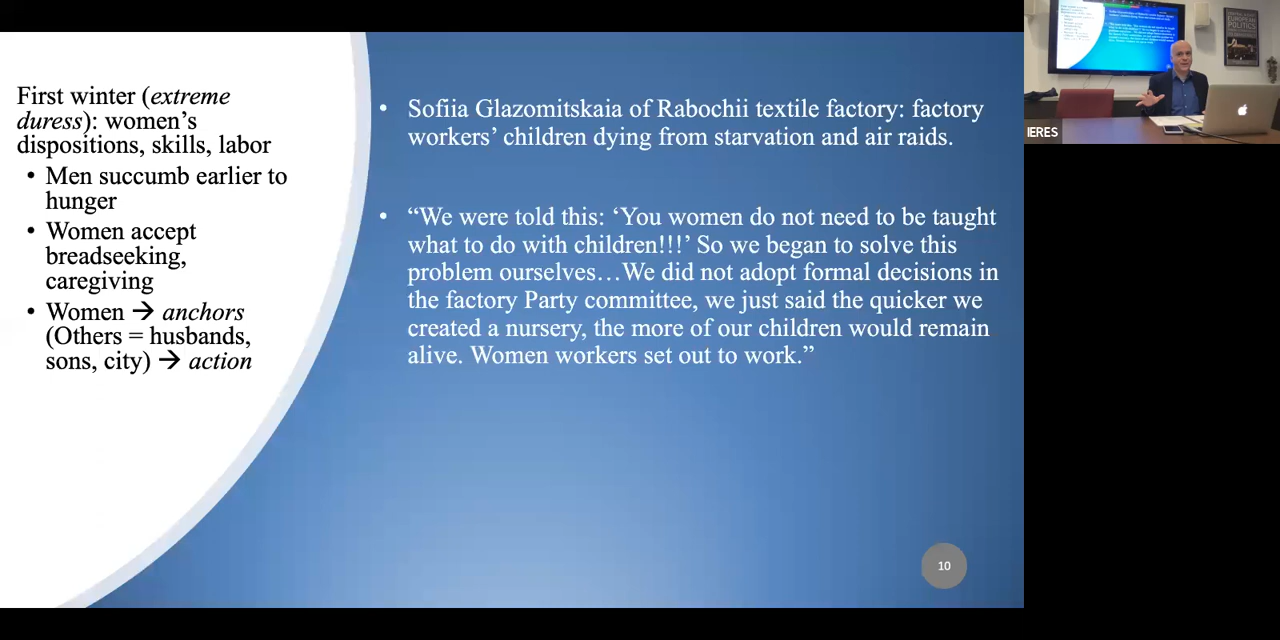 First winter (extreme
duress): women’s
dispositions, skills, labor
• Men succumb earlier to
hunger
• Women accept
breadseeking,
caregiving
• Women → anchors
(Others = husbands,
sons, city) → action
• Sofiia Glazomitskaia of Rabochii textile factory: factory
workers’ children dying from starvation and air raids.
• “We were told this: ‘You women do not need to be taught
what to do with children!!!’ So we began to solve this
problem ourselves…We did not adopt formal decisions in
the factory Party committee, we just said the quicker we
created a nursery, the more of our children would remain
alive. Women workers set out to work.”
10
EUROPEAN
POLITICS
IERES